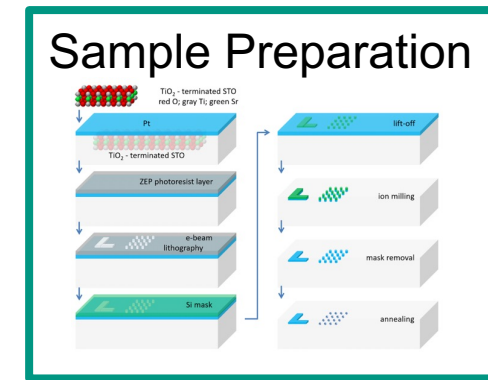 Sample Preparation
TiO₂ - terminated STO
red O; gray Ti; green Sr
Pt
TiO₂ - terminated STO
ZEP photoresist layer
e-beam
lithography
Si mask
lift-off
ion milling
mask removal
annealing